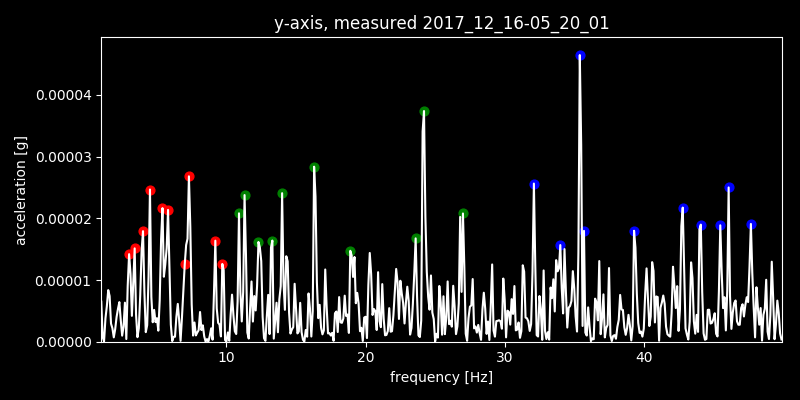 y-axis, measured 2017_12_16-05_20_01
0.00004
0.00003
0.00002
0.00001
0.00000
acceleration [g]
10 20 30 40
frequency [Hz]